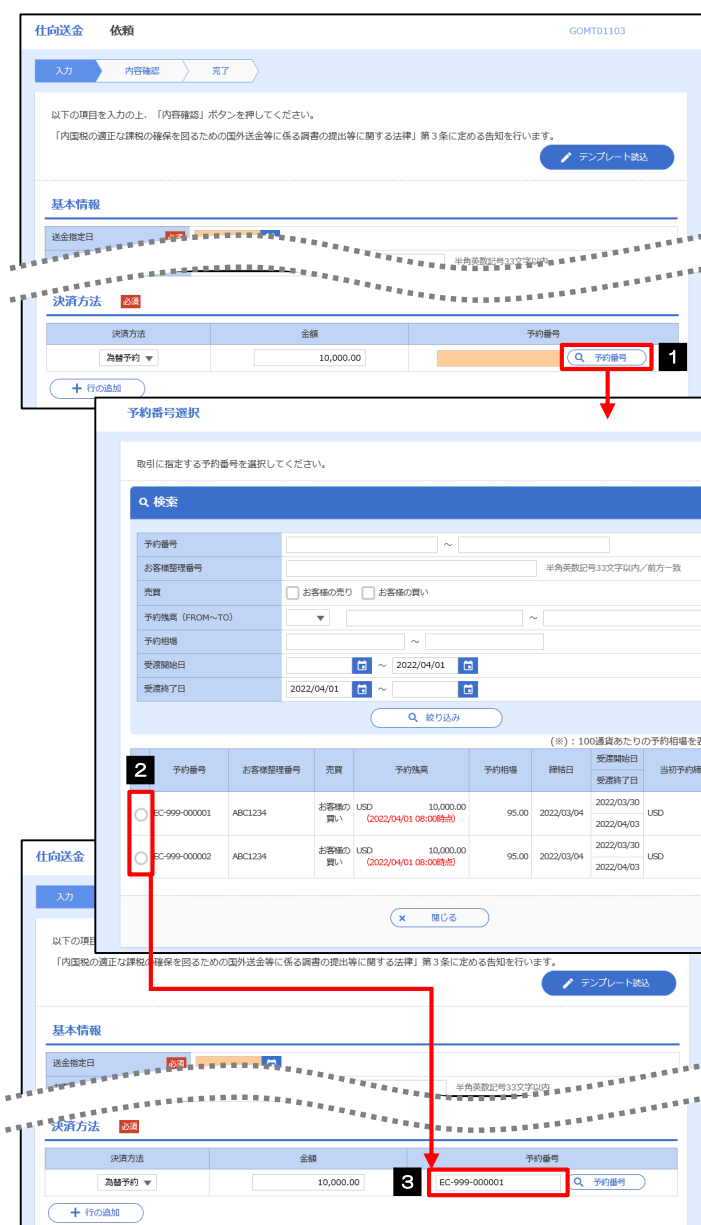 仕向送金 依頼 GOMT01103
入力 内容確認 完了
以下の項目を入力の上、「内容確認」ボタンを押してください。
「内国税の適正な課税の確保を図るための国外送金等に係る調書の提出等に関する法律」第３条に定める告知を行います。
テンプレート読込
基本情報
送金指定日 必須
半角英数記号33文字以内
決済方法 必須
決済方法 金額 予約番号
為替予約 10,000.00 予約番号 1
行の追加
予約番号選択
取引に指定する予約番号を選択してください。
検索
予約番号 ～
お客様整理番号 半角英数記号33文字以内／前方一致
売買 お客様の売り お客様の買い
予約残高（FROM～TO） ～
予約相場 ～
受渡開始日 ～ 2022/04/01
受渡終了日 2022/04/01 ～
絞り込み
(※)：100通貨あたりの予約相場を
2 予約番号 お客様整理番号 売買 予約残高 予約相場 締結日 受渡開始日 当初予約
受渡終了日
EC-999-000001 ABC1234 お客様の買い USD 10,000.00 95.00 2022/03/04 2022/03/30 USD
(2022/04/01 08:00時点) 2022/04/03
EC-999-000002 ABC1234 お客様の買い USD 10,000.00 95.00 2022/03/04 2022/03/30 USD
(2022/04/01 08:00時点) 2022/04/03
閉じる
仕向送金
入力
以下の項
「内国税の適正な課税の確保を図るための国外送金等に係る調書の提出等に関する法律」第３条に定める告知を行います。
テンプレート読込
基本情報
送金指定日 必須
半角英数記号33文字以内
決済方法 必須
決済方法 金額 予約番号
為替予約 10,000.00 3 EC-999-000001 予約番号
行の追加